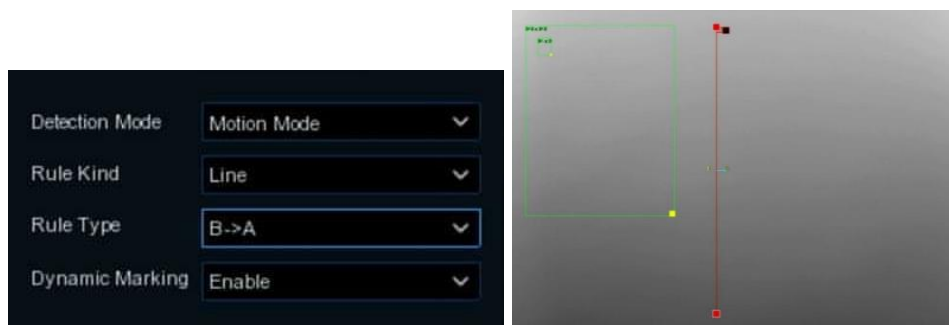 Detection Mode Motion Mode
Rule Kind Line
Rule Type B->A
Dynamic Marking Enable